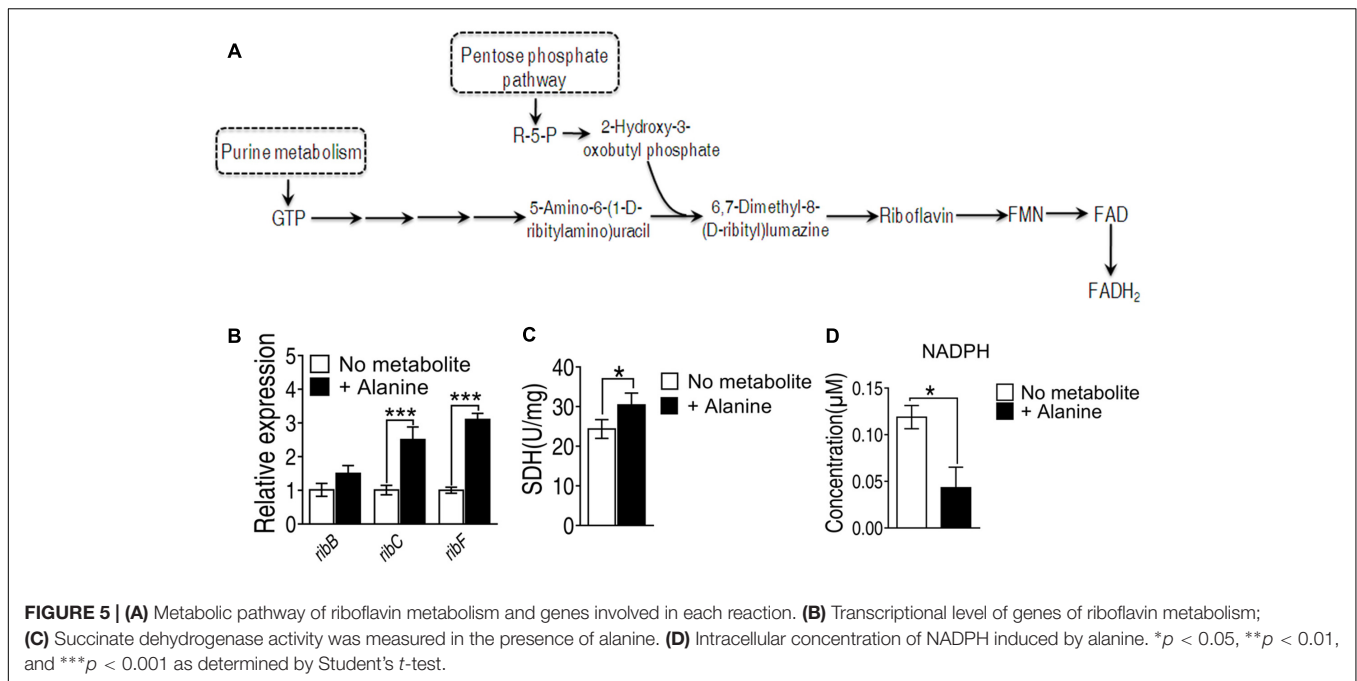 A
Pentose phosphate
pathway
R-5-P
2-Hydroxy-3-
oxobutyl phosphate
Purine metabolism
GTP
5-Amino-6-(1-D-
ribitylamino)uracil
6,7-Dimethyl-8-
(D-ribityl)lumazine
Riboflavin
FMN
FAD
FADH₂
B
Relative expression
5
4
3
2
1
0
No metabolite
+ Alanine
***
***
ribB
ribC
ribF
C
SDH(U/mg)
40
30
20
10
0
*
No metabolite
+ Alanine
D
NADPH
Concentration(μM)
0.15
0.10
0.05
0.00
*
No metabolite
+ Alanine
FIGURE 5 | (A) Metabolic pathway of riboflavin metabolism and genes involved in each reaction. (B) Transcriptional level of genes of riboflavin metabolism;
(C) Succinate dehydrogenase activity was measured in the presence of alanine. (D) Intracellular concentration of NADPH induced by alanine. *p < 0.05, **p < 0.01,
and ***p < 0.001 as determined by Student's t-test.